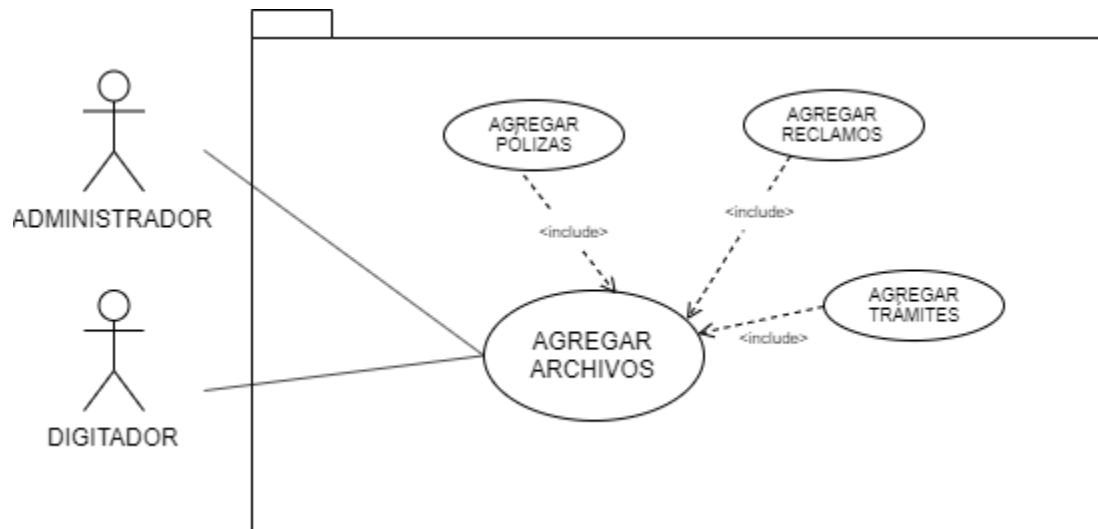 AGREGAR
PÓLIZAS
AGREGAR
RECLAMOS
ADMINISTRADOR
<include>
<include>
AGREGAR
TRÁMITES
<include>
AGREGAR
ARCHIVOS
DIGITADOR